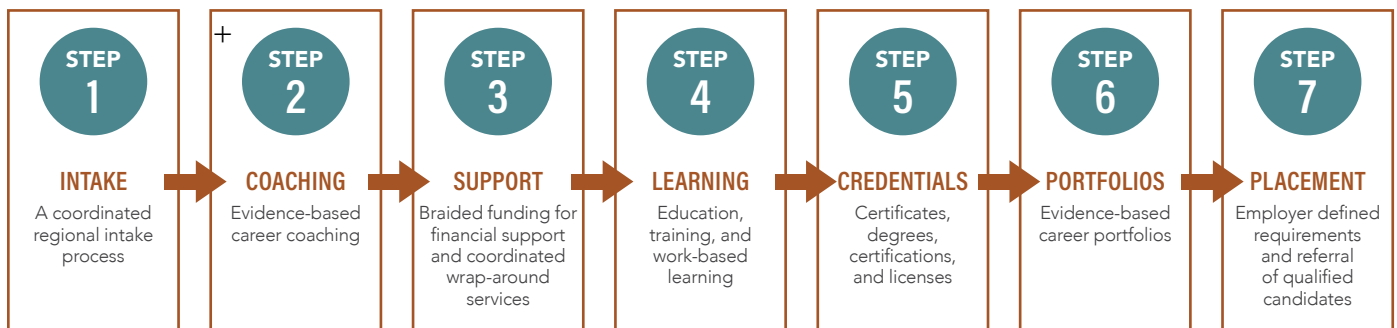 STEP
1
INTAKE
A coordinated
regional intake
process
+
STEP
2
COACHING
Evidence-based
career coaching
STEP
3
SUPPORT
Braided funding for
financial support
and coordinated
wrap-around
services
STEP
4
LEARNING
Education,
training, and
work-based
learning
STEP
5
CREDENTIALS
Certificates,
degrees,
certifications,
and licenses
STEP
6
PORTFOLIOS
Evidence-based
career portfolios
STEP
7
PLACEMENT
Employer defined
requirements
and referral
of qualified
candidates